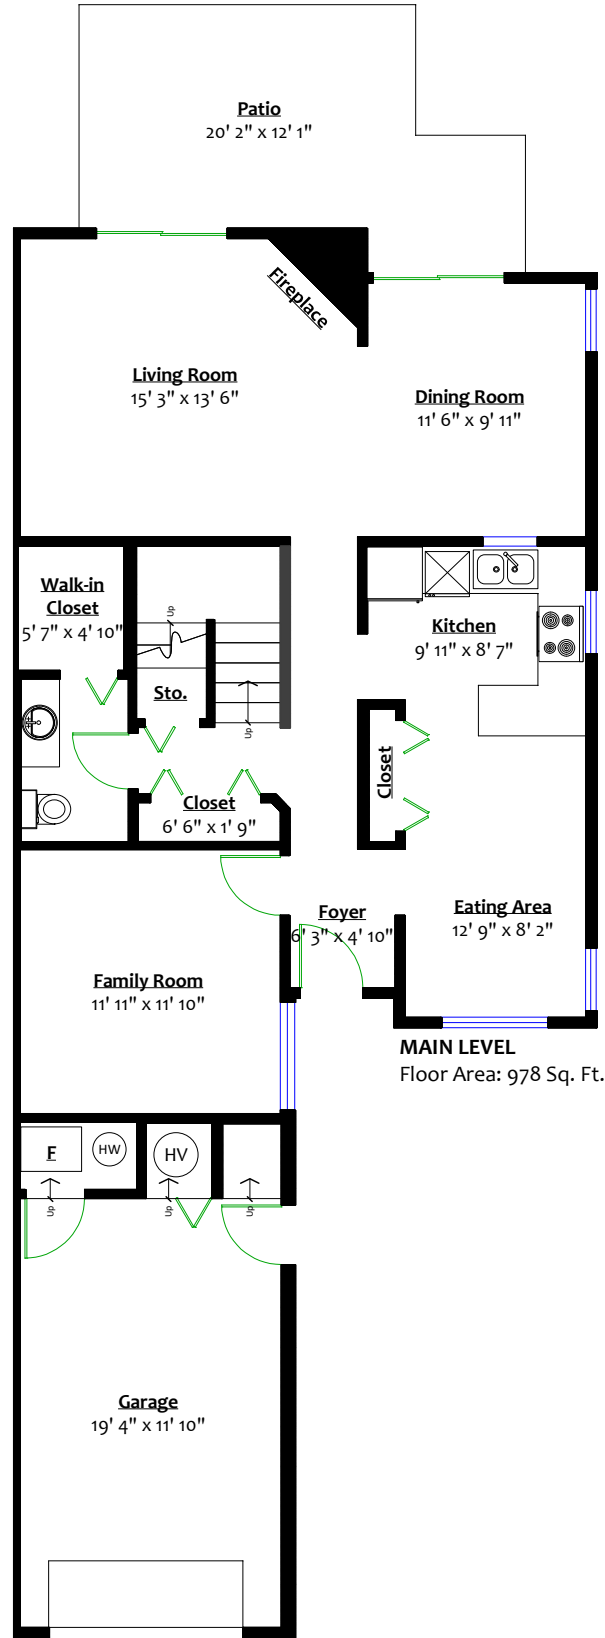 Patio
20' 2" x 12' 1"
Fireplace
Living Room
15' 3" x 13' 6"
Dining Room
11' 6" x 9' 11"
Walk-in
Closet
5' 7" x 4' 10"
Up
Sto.
Up
Kitchen
9' 11" x 8' 7"
Closet
Closet
6' 6" x 1' 9"
Foyer
6' 3" x 4' 10"
Eating Area
12' 9" x 8' 2"
Family Room
11' 11" x 11' 10"
MAIN LEVEL
Floor Area: 978 Sq. Ft.
F
HW
HV
Up
Up
Up
Garage
19' 4" x 11' 10"